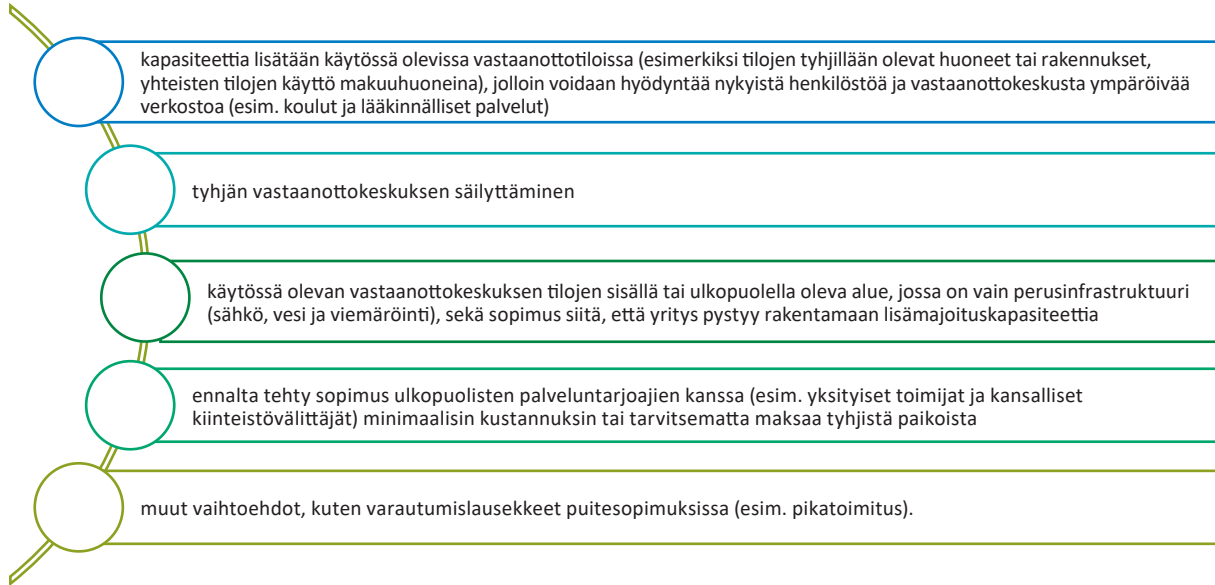 kapasiteettia lisätään käytössä olevissa vastaanottotiloissa (esimerkiksi tilojen tyhjillään olevat huoneet tai rakennukset,
yhteisten tilojen käyttö makuuhuoneina), jolloin voidaan hyödyntää nykyistä henkilöstöä ja vastaanottokeskusta ympäröivää
verkostoa (esim. koulut ja lääkinnälliset palvelut)
tyhjän vastaanottokeskuksen säilyttäminen
käytössä olevan vastaanottokeskuksen tilojen sisällä tai ulkopuolella oleva alue, jossa on vain perusinfrastruktuuri
(sähkö, vesi ja viemäröinti), sekä sopimus siitä, että yritys pystyy rakentamaan lisämajoituskapasiteettia
ennalta tehty sopimus ulkopuolisten palveluntarjoajien kanssa (esim. yksityiset toimijat ja kansalliset
kiinteistövälittäjät) minimaalisin kustannuksin tai tarvitsematta maksaa tyhjistä paikoista
muut vaihtoehdot, kuten varautumislausekkeet puitesopimuksissa (esim. pikatoimitus).